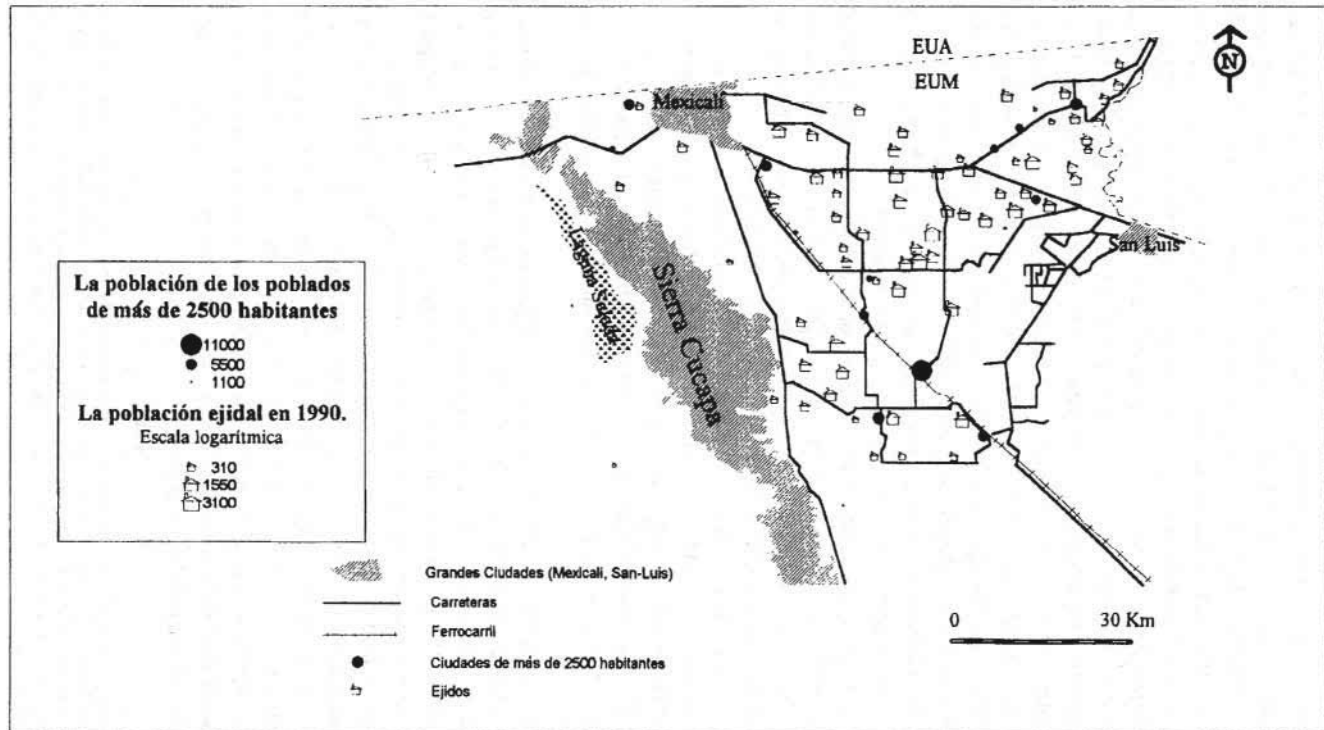 EUA
EUM
N
Mexicali
San Luis
Laguna Salada
Sierra Cucapa
La población de los poblados
de más de 2500 habitantes
11000
5500
1100
La población ejidal en 1990.
Escala logarítmica
310
1550
3100
Grandes Ciudades (Mexicali, San-Luis)
Carreteras
Ferrocarril
Ciudades de más de 2500 habitantes
Ejidos
0 30 Km